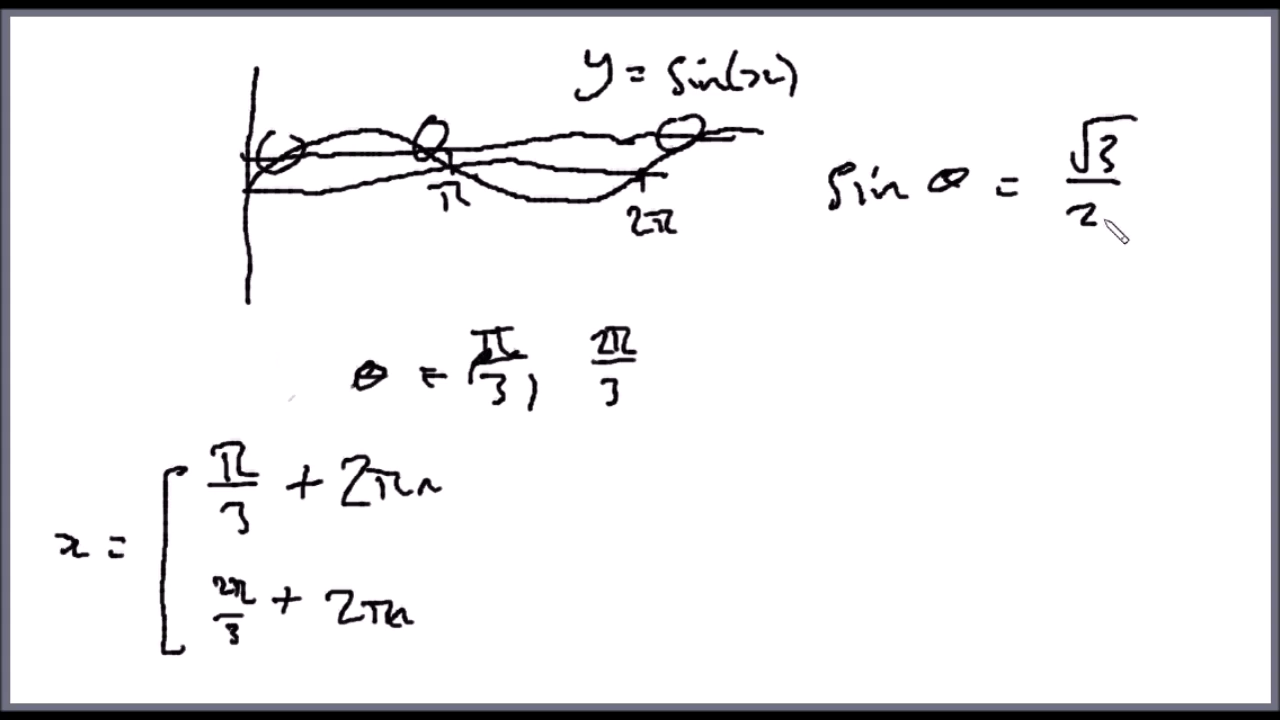 y = sin(x)
sin θ = √3/2
π
2π
θ = π/3, 2π/3
x = [ π/3 + 2πn
2π/3 + 2πn